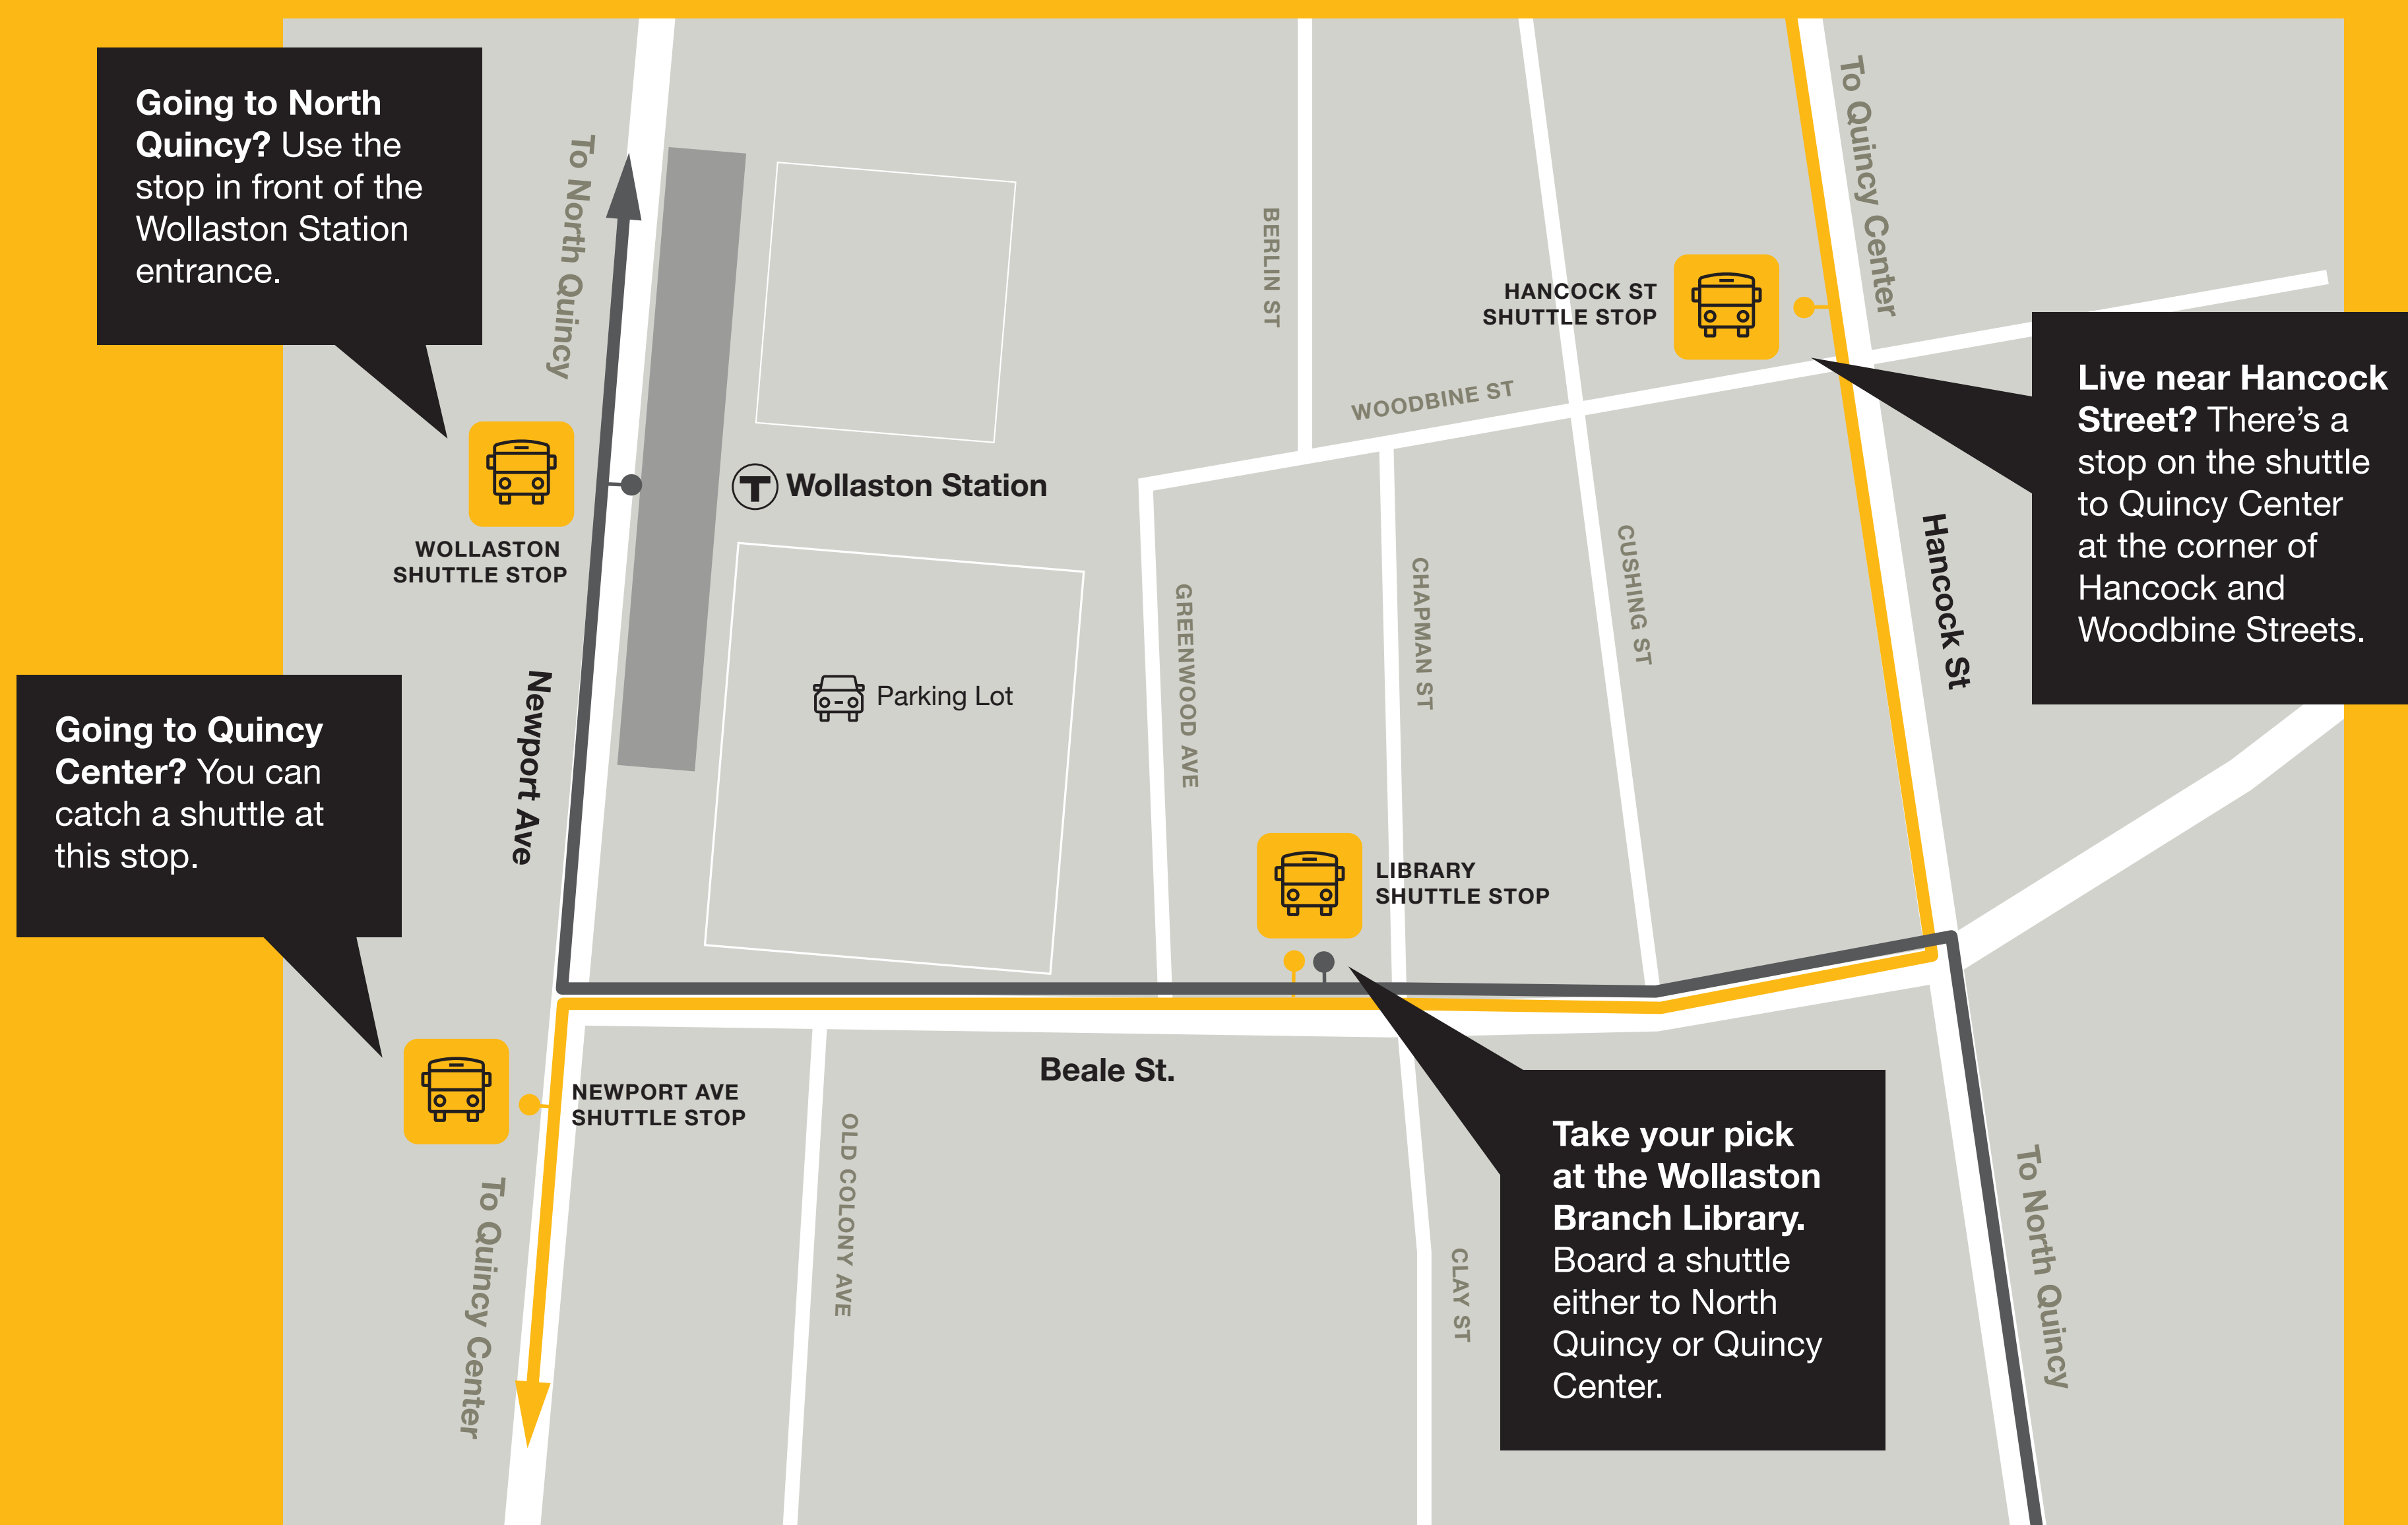 Going to North
Quincy? Use the
stop in front of the
Wollaston Station
entrance.
To North Quincy
BERLIN ST
To Quincy Center
HANCOCK ST
SHUTTLE STOP
WOODBINE ST
Live near Hancock
Street? There’s a
stop on the shuttle
to Quincy Center
at the corner of
Hancock and
Woodbine Streets.
T Wollaston Station
WOLLASTON
SHUTTLE STOP
Hancock St
CUSHING ST
CHAPMAN ST
GREENWOOD AVE
Parking Lot
Newport Ave
Going to Quincy
Center? You can
catch a shuttle at
this stop.
LIBRARY
SHUTTLE STOP
Beale St.
NEWPORT AVE
SHUTTLE STOP
OLD COLONY AVE
To Quincy Center
CLAY ST
Take your pick
at the Wollaston
Branch Library.
Board a shuttle
either to North
Quincy or Quincy
Center.
To North Quincy